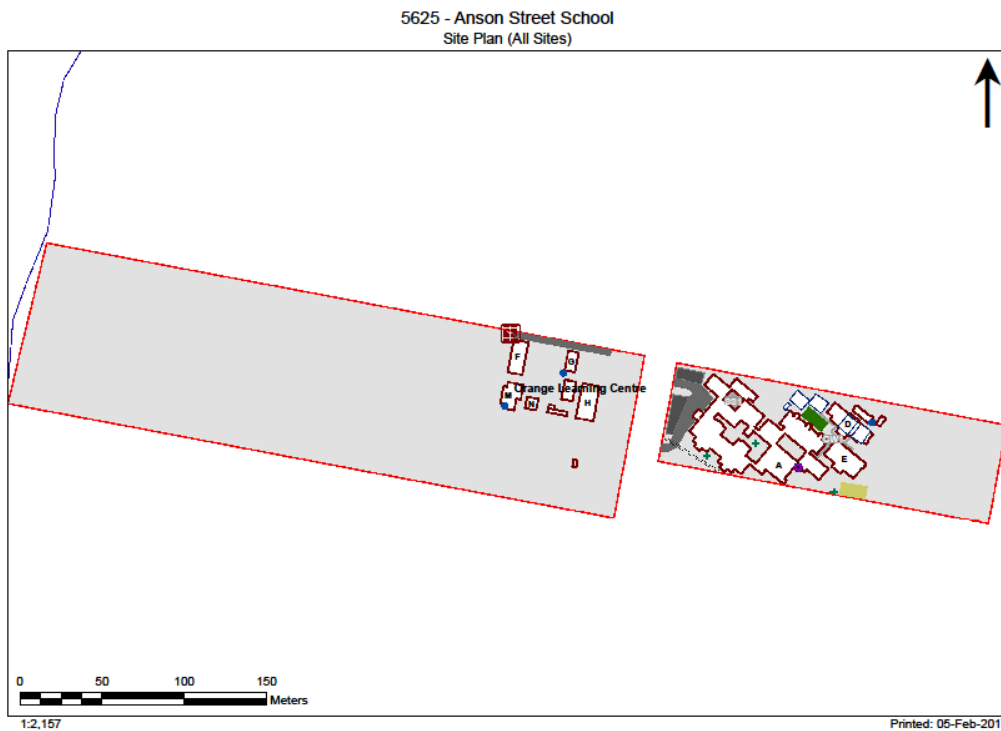 5625 - Anson Street School
Site Plan (All Sites)
F
G
Orange Learning Centre
M
N
H
D
A
E
0 50 100 150
Meters
1:2,157
Printed: 05-Feb-201